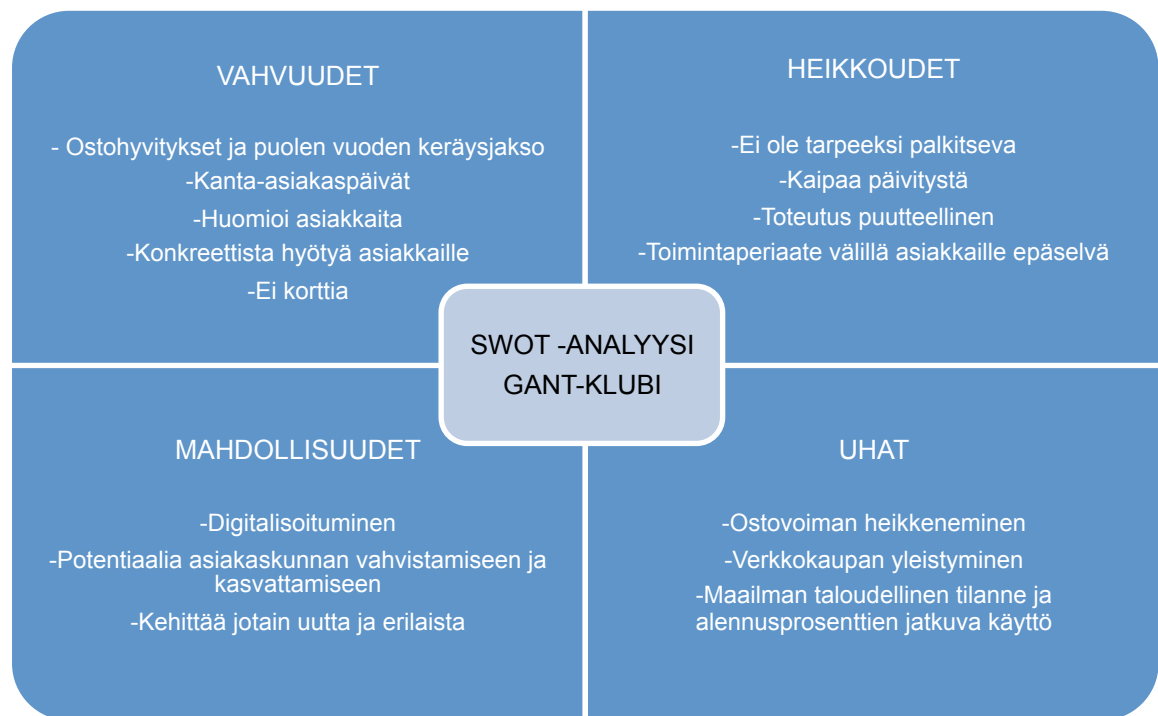 VAHVUUDET
- Ostohyvitykset ja puolen vuoden keräysjakso
-Kanta-asiakaspäivät
-Huomioi asiakkaita
-Konkreettista hyötyä asiakkaille
-Ei korttia
HEIKKOUDET
-Ei ole tarpeeksi palkitseva
-Kaipaa päivitystä
-Toteutus puutteellinen
-Toimintaperiaate välillä asiakkaille epäselvä
SWOT -ANALYYSI
GANT-KLUBI
MAHDOLLISUUDET
-Digitalisoituminen
-Potentiaalia asiakaskunnan vahvistamiseen ja
kasvattamiseen
-Kehittää jotain uutta ja erilaista
UHAT
-Ostovoiman heikkeneminen
-Verkkokaupan yleistyminen
-Maailman taloudellinen tilanne ja
alennusprosenttien jatkuva käyttö